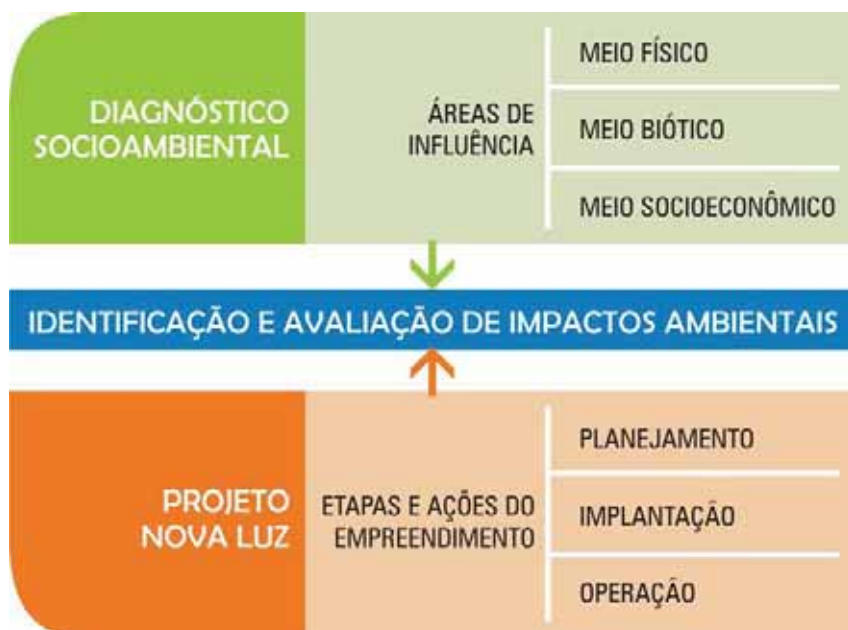 DIAGNÓSTICO
SOCIOAMBIENTAL
ÁREAS DE
INFLUÊNCIA
MEIO FÍSICO
MEIO BIÓTICO
MEIO SOCIOECONÔMICO
IDENTIFICAÇÃO E AVALIAÇÃO DE IMPACTOS AMBIENTAIS
PROJETO
NOVA LUZ
ETAPAS E AÇÕES DO
EMPREENDIMENTO
PLANEJAMENTO
IMPLANTAÇÃO
OPERAÇÃO